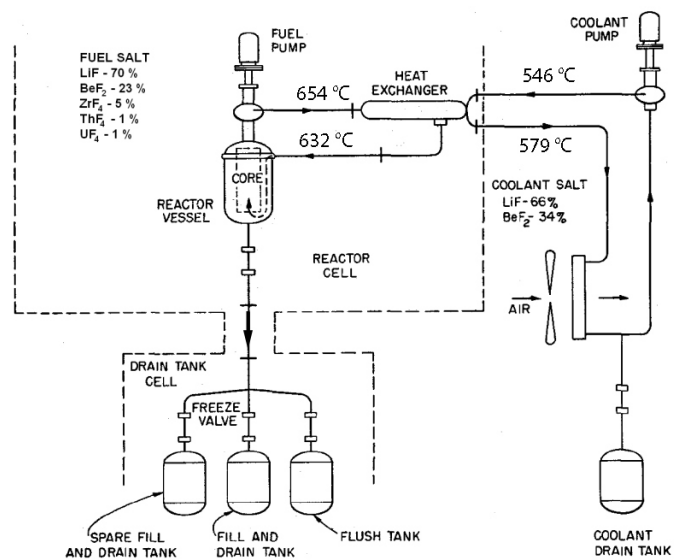 FUEL
PUMP
COOLANT
PUMP
FUEL SALT
LiF - 70 %
BeF₂ - 23 %
ZrF₄ - 5 %
ThF₄ - 1 %
UF₄ - 1 %
654 °C
HEAT
EXCHANGER
546 °C
632 °C
579 °C
CORE
REACTOR
VESSEL
COOLANT SALT
LiF - 66%
BeF₂- 34%
REACTOR
CELL
AIR
DRAIN TANK
CELL
FREEZE
VALVE
SPARE FILL
AND DRAIN TANK
FILL AND
DRAIN TANK
FLUSH TANK
COOLANT
DRAIN TANK